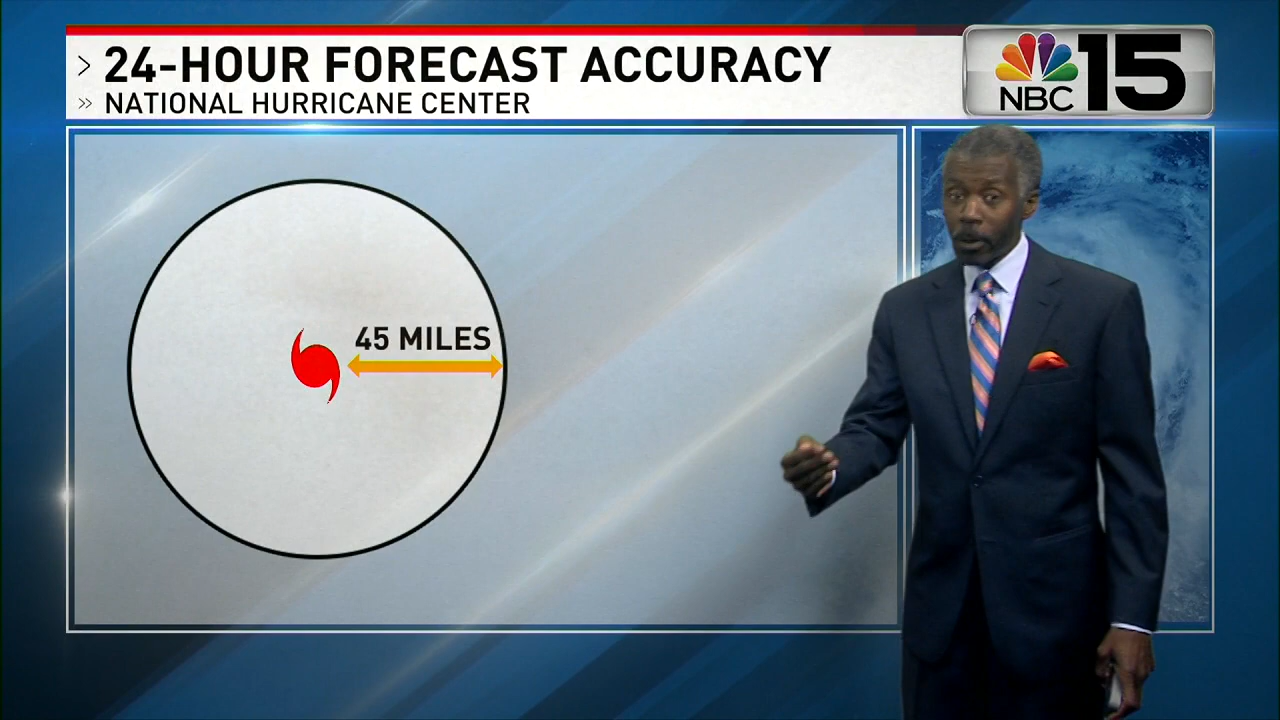 > 24-HOUR FORECAST ACCURACY
» NATIONAL HURRICANE CENTER
NBC 15
45 MILES